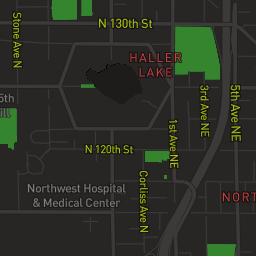 Stone Ave N
N 130th St
HALLER
LAKE
5th
3rd Ave NE
5th Ave NE
1st Ave NE
N 120th St
Corliss Ave N
Northwest Hospital
& Medical Center
NORT